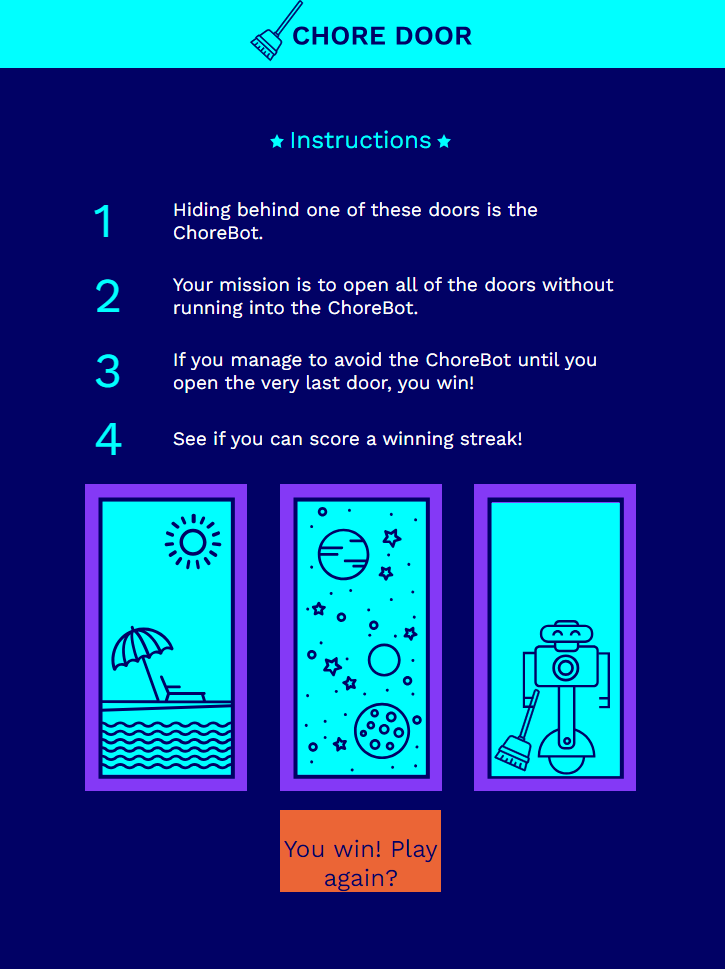 CHORE DOOR
Instructions
1
Hiding behind one of these doors is the
ChoreBot.
2
Your mission is to open all of the doors without
running into the ChoreBot.
3
If you manage to avoid the ChoreBot until you
open the very last door, you win!
4
See if you can score a winning streak!
You win! Play
again?